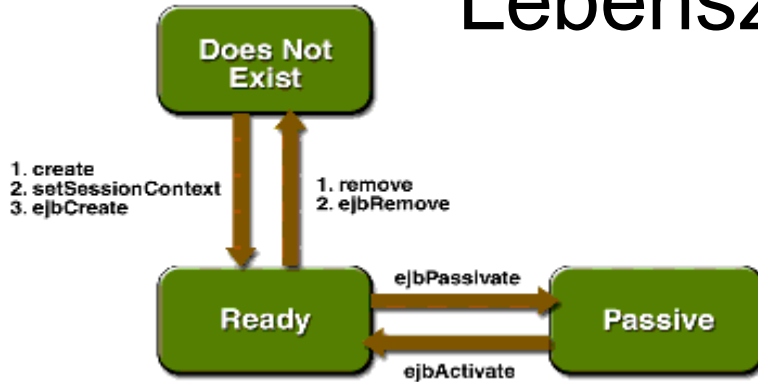 Does Not
Exist
1. create
2. setSessionContext
3. ejbCreate
1. remove
2. ejbRemove
ejbPassivate
Ready
Passive
ejbActivate